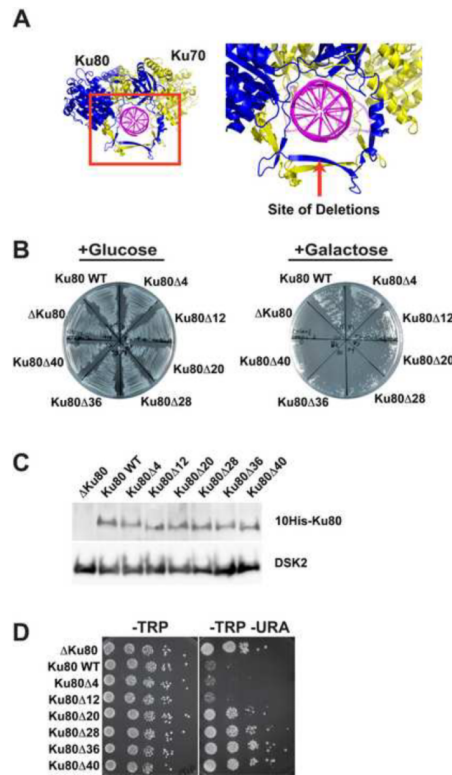 A
Ku80
Ku70
Site of Deletions
B
+Glucose
Ku80 WT
Ku80Δ4
ΔKu80
Ku80Δ12
Ku80Δ40
Ku80Δ20
Ku80Δ36
Ku80Δ28
+Galactose
Ku80 WT
Ku80Δ4
ΔKu80
Ku80Δ12
Ku80Δ40
Ku80Δ20
Ku80Δ36
Ku80Δ28
C
ΔKu80
Ku80 WT
Ku80Δ4
Ku80Δ12
Ku80Δ20
Ku80Δ28
Ku80Δ36
Ku80Δ40
10His-Ku80
DSK2
D
-TRP
-TRP -URA
ΔKu80
Ku80 WT
Ku80Δ4
Ku80Δ12
Ku80Δ20
Ku80Δ28
Ku80Δ36
Ku80Δ40